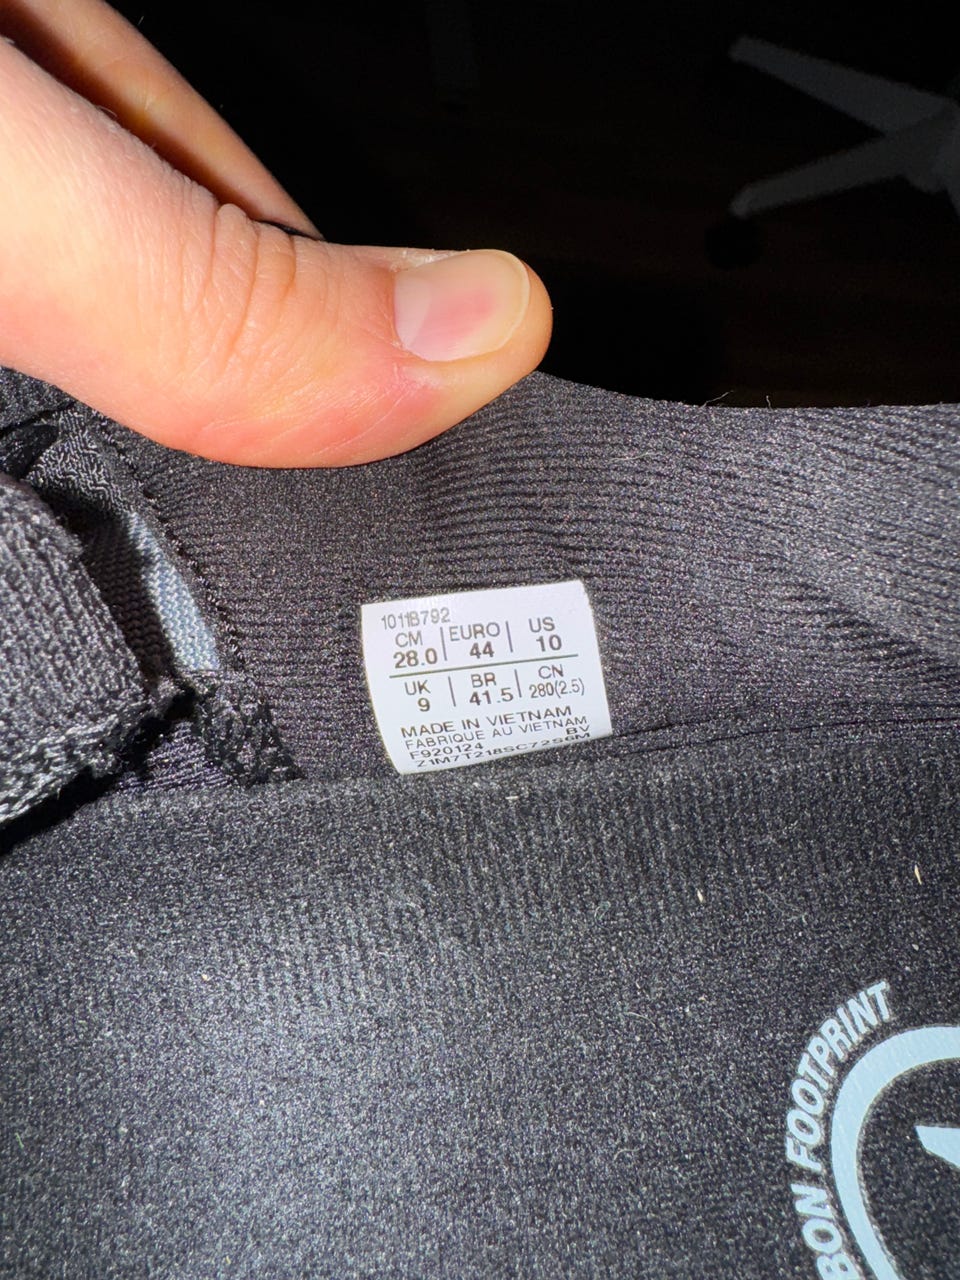 1011B792
CM | EURO | US
28.0 | 44 | 10
UK | BR | CN
9 | 41.5 | 280(2.5)
MADE IN VIETNAM
FABRIQUE AU VIETNAM
F920124 BV
Z1M7T218SC72S6M
BON FOOTPRINT